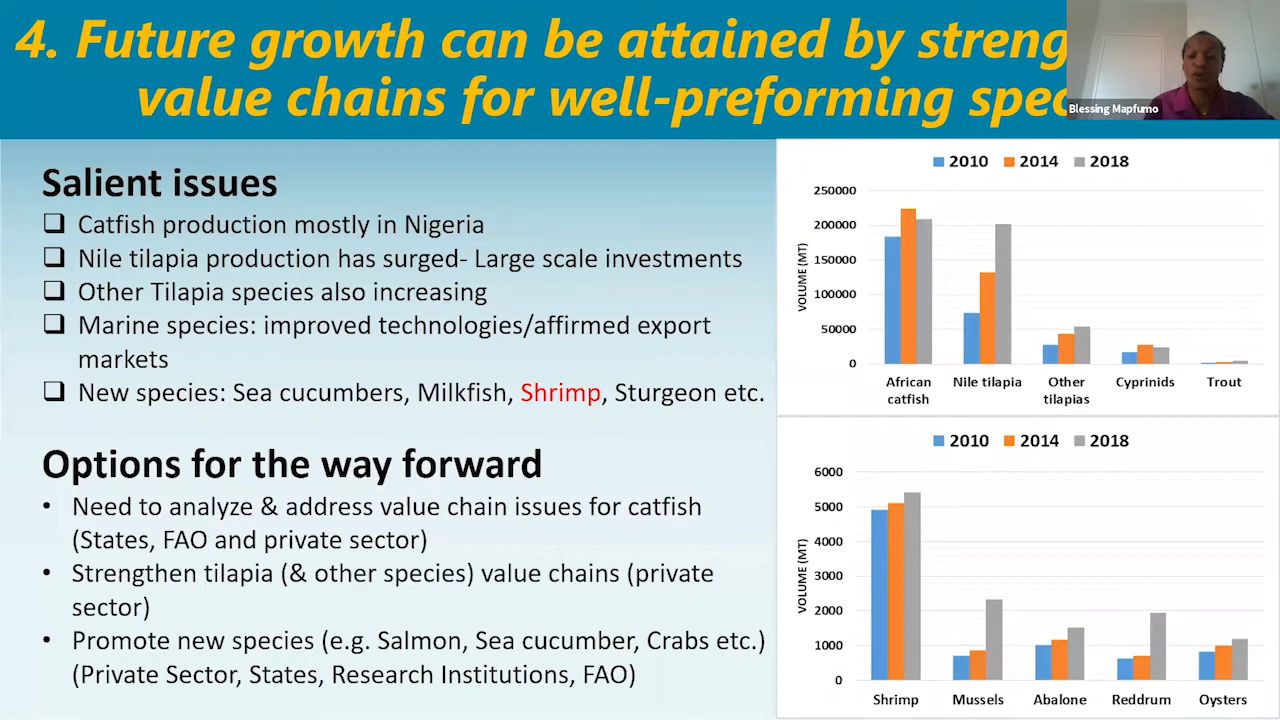 4. Future growth can be attained by streng
value chains for well-preforming spec
Blessing Mapfumo
Salient issues
Catfish production mostly in Nigeria
Nile tilapia production has surged- Large scale investments
Other Tilapia species also increasing
Marine species: improved technologies/affirmed export
markets
New species: Sea cucumbers, Milkfish, Shrimp, Sturgeon etc.
Options for the way forward
• Need to analyze & address value chain issues for catfish
(States, FAO and private sector)
• Strengthen tilapia (& other species) value chains (private
sector)
• Promote new species (e.g. Salmon, Sea cucumber, Crabs etc.)
(Private Sector, States, Research Institutions, FAO)
2010 2014 2018
VOLUME (MT)
250000
200000
150000
100000
50000
0
African catfish Nile tilapia Other tilapias Cyprinids Trout
2010 2014 2018
VOLUME (MT)
6000
5000
4000
3000
2000
1000
0
Shrimp Mussels Abalone Reddrum Oysters